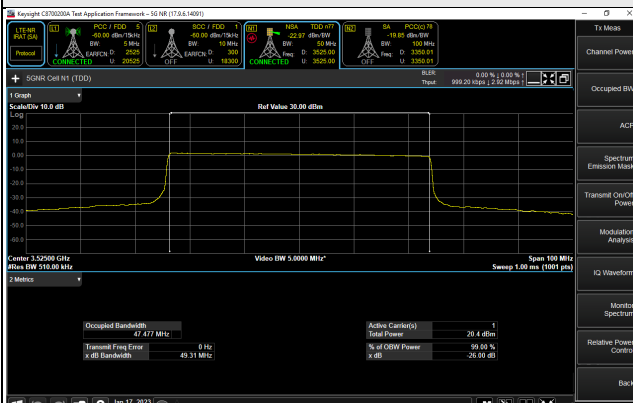 Keysight C8700200A Test Application Framework - 5G NR (17.9.6.14091)
LTE-NR
IRAT (SA)
Protocol
L1 PCC / FDD 5
-60.00 dBm/15kHz
BW: 5 MHz
EARFCN: D: 2525
CONNECTED U: 20525
L2 SCC / FDD 1
-60.00 dBm/15kHz
BW: 10 MHz
EARFCN: D: 300
OFF U: 18300
N1 NSA TDD n77
-22.97 dBm/BW
BW: 50 MHz
Freq: D: 3525.00
CONNECTED U: 3525.00
N2 SA PCC(c) 78
-19.85 dBm/BW
BW: 100 MHz
Freq: D: 3350.01
OFF U: 3350.01
+ 5GNR Cell N1 (TDD)
BLER: 0.00 % ↓ 0.00 % ↑
Thput: 999.20 kbps ↓ 2.92 Mbps ↑
1 Graph
Scale/Div 10.0 dB
Ref Value 30.00 dBm
Log
20.0
10.0
0.00
-10.0
-20.0
-30.0
-40.0
-50.0
-60.0
Center 3.52500 GHz
Video BW 5.0000 MHz*
Span 100 MHz
#Res BW 510.00 kHz
Sweep 1.00 ms (1001 pts)
2 Metrics
Occupied Bandwidth
47.477 MHz
Transmit Freq Error 0 Hz
x dB Bandwidth 49.31 MHz
Active Carrier(s) 1
Total Power 20.4 dBm
% of OBW Power 99.00 %
x dB -26.00 dB
Tx Meas
Channel Power
Occupied BW
ACP
Spectrum
Emission Mask
Transmit On/Off
Power
Modulation
Analysis
IQ Waveform
Monitor
Spectrum
Relative Power
Control
Back
Jan 17, 2023